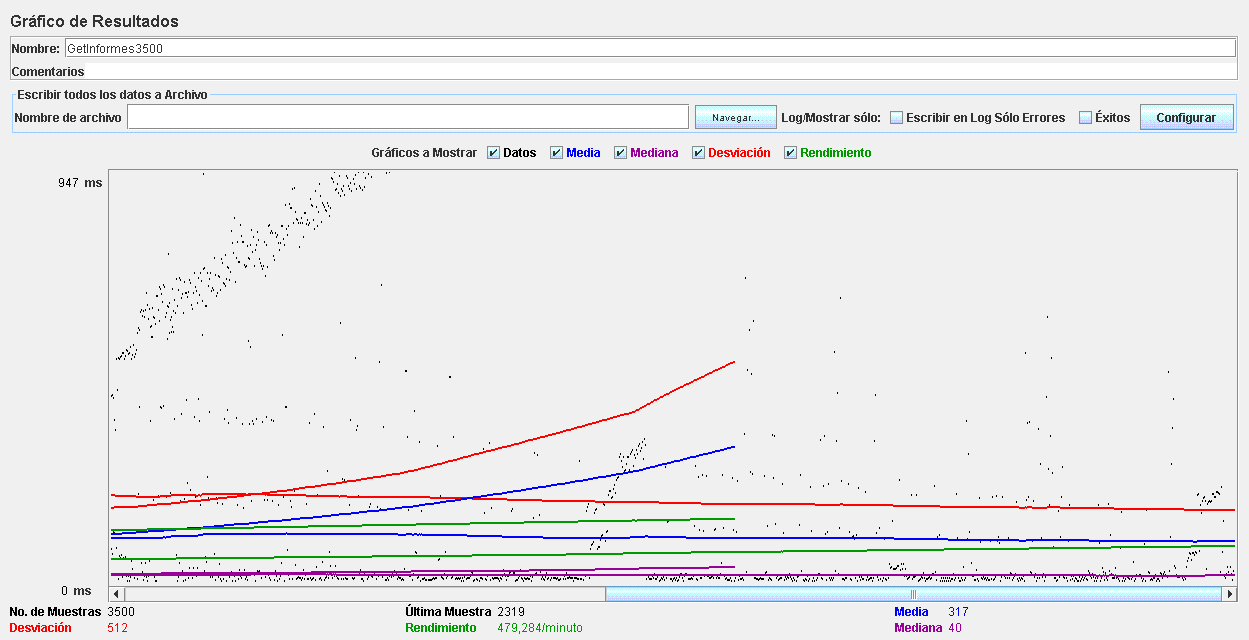 Gráfico de Resultados
Nombre: GetInformes3500
Comentarios
Escribir todos los datos a Archivo
Nombre de archivo Navegar... Log/Mostrar sólo: Escribir en Log Sólo Errores Éxitos Configurar
Gráficos a Mostrar Datos Media Mediana Desviación Rendimiento
947 ms
0 ms
No. de Muestras 3500 Última Muestra 2319 Media 317
Desviación 512 Rendimiento 479,284/minuto Mediana 40